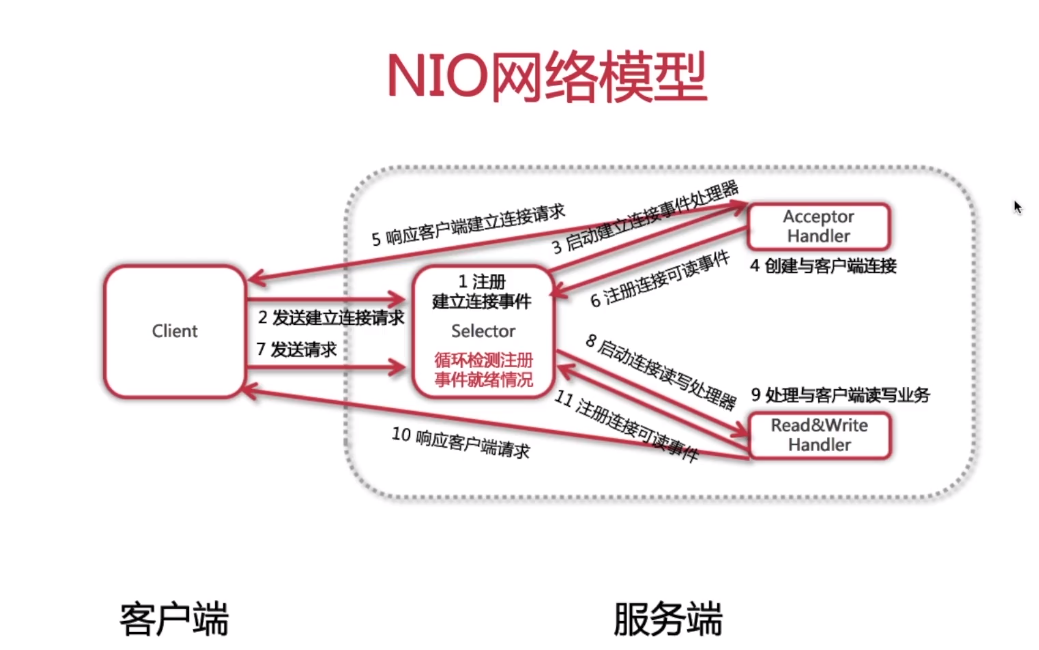 NIO网络模型
5 响应客户端建立连接请求
3 启动建立连接事件处理器
Acceptor
Handler
4 创建与客户端连接
6 注册连接可读事件
1 注册
建立连接事件
Selector
循环检测注册
事件就绪情况
Client
2 发送建立连接请求
7 发送请求
8 启动连接读写处理器
9 处理与客户端读写业务
Read&Write
Handler
11 注册连接可读事件
10 响应客户端请求
客户端
服务端